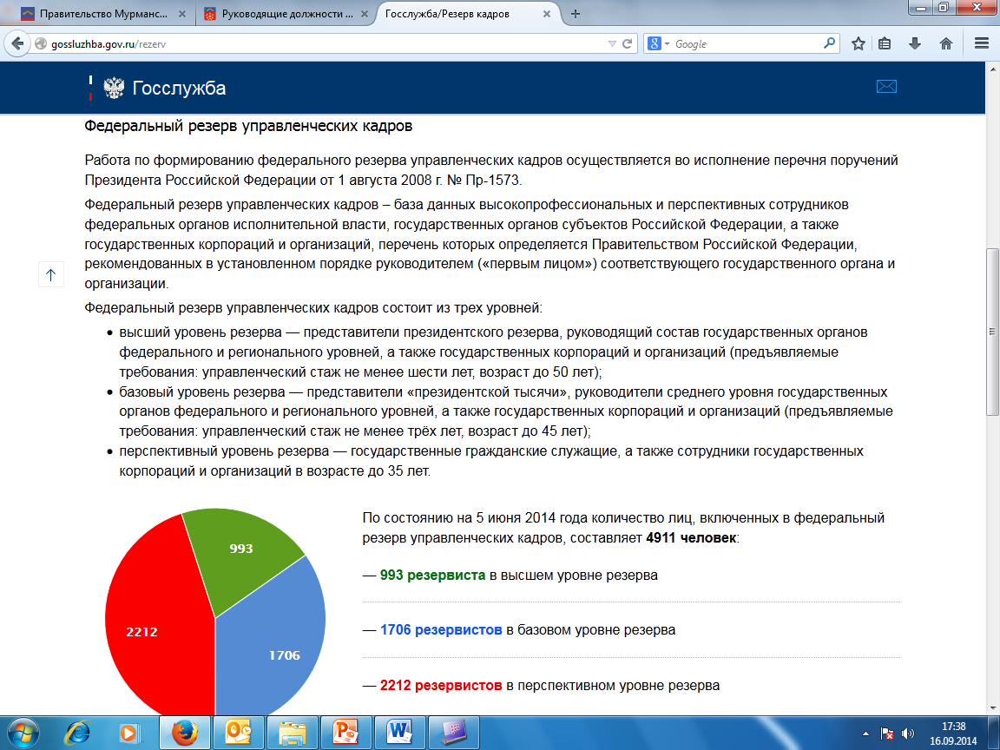 Правительство Мурманс...
Руководящие должности ...
Госслужба/Резерв кадров
gossluzhba.gov.ru/rezerv
Google
Госслужба
Федеральный резерв управленческих кадров
Работа по формированию федерального резерва управленческих кадров осуществляется во исполнение перечня поручений
Президента Российской Федерации от 1 августа 2008 г. № Пр-1573.
Федеральный резерв управленческих кадров – база данных высокопрофессиональных и перспективных сотрудников
федеральных органов исполнительной власти, государственных органов субъектов Российской Федерации, а также
государственных корпораций и организаций, перечень которых определяется Правительством Российской Федерации,
рекомендованных в установленном порядке руководителем («первым лицом») соответствующего государственного органа и
организации.
Федеральный резерв управленческих кадров состоит из трех уровней:
• высший уровень резерва — представители президентского резерва, руководящий состав государственных органов
федерального и регионального уровней, а также государственных корпораций и организаций (предъявляемые
требования: управленческий стаж не менее шести лет, возраст до 50 лет);
• базовый уровень резерва — представители «президентской тысячи», руководители среднего уровня государственных
органов федерального и регионального уровней, а также государственных корпораций и организаций (предъявляемые
требования: управленческий стаж не менее трёх лет, возраст до 45 лет);
• перспективный уровень резерва — государственные гражданские служащие, а также сотрудники государственных
корпораций и организаций в возрасте до 35 лет.
993
2212
1706
По состоянию на 5 июня 2014 года количество лиц, включенных в федеральный
резерв управленческих кадров, составляет 4911 человек:
— 993 резервиста в высшем уровне резерва
— 1706 резервистов в базовом уровне резерва
— 2212 резервистов в перспективном уровне резерва
17:38
16.09.2014